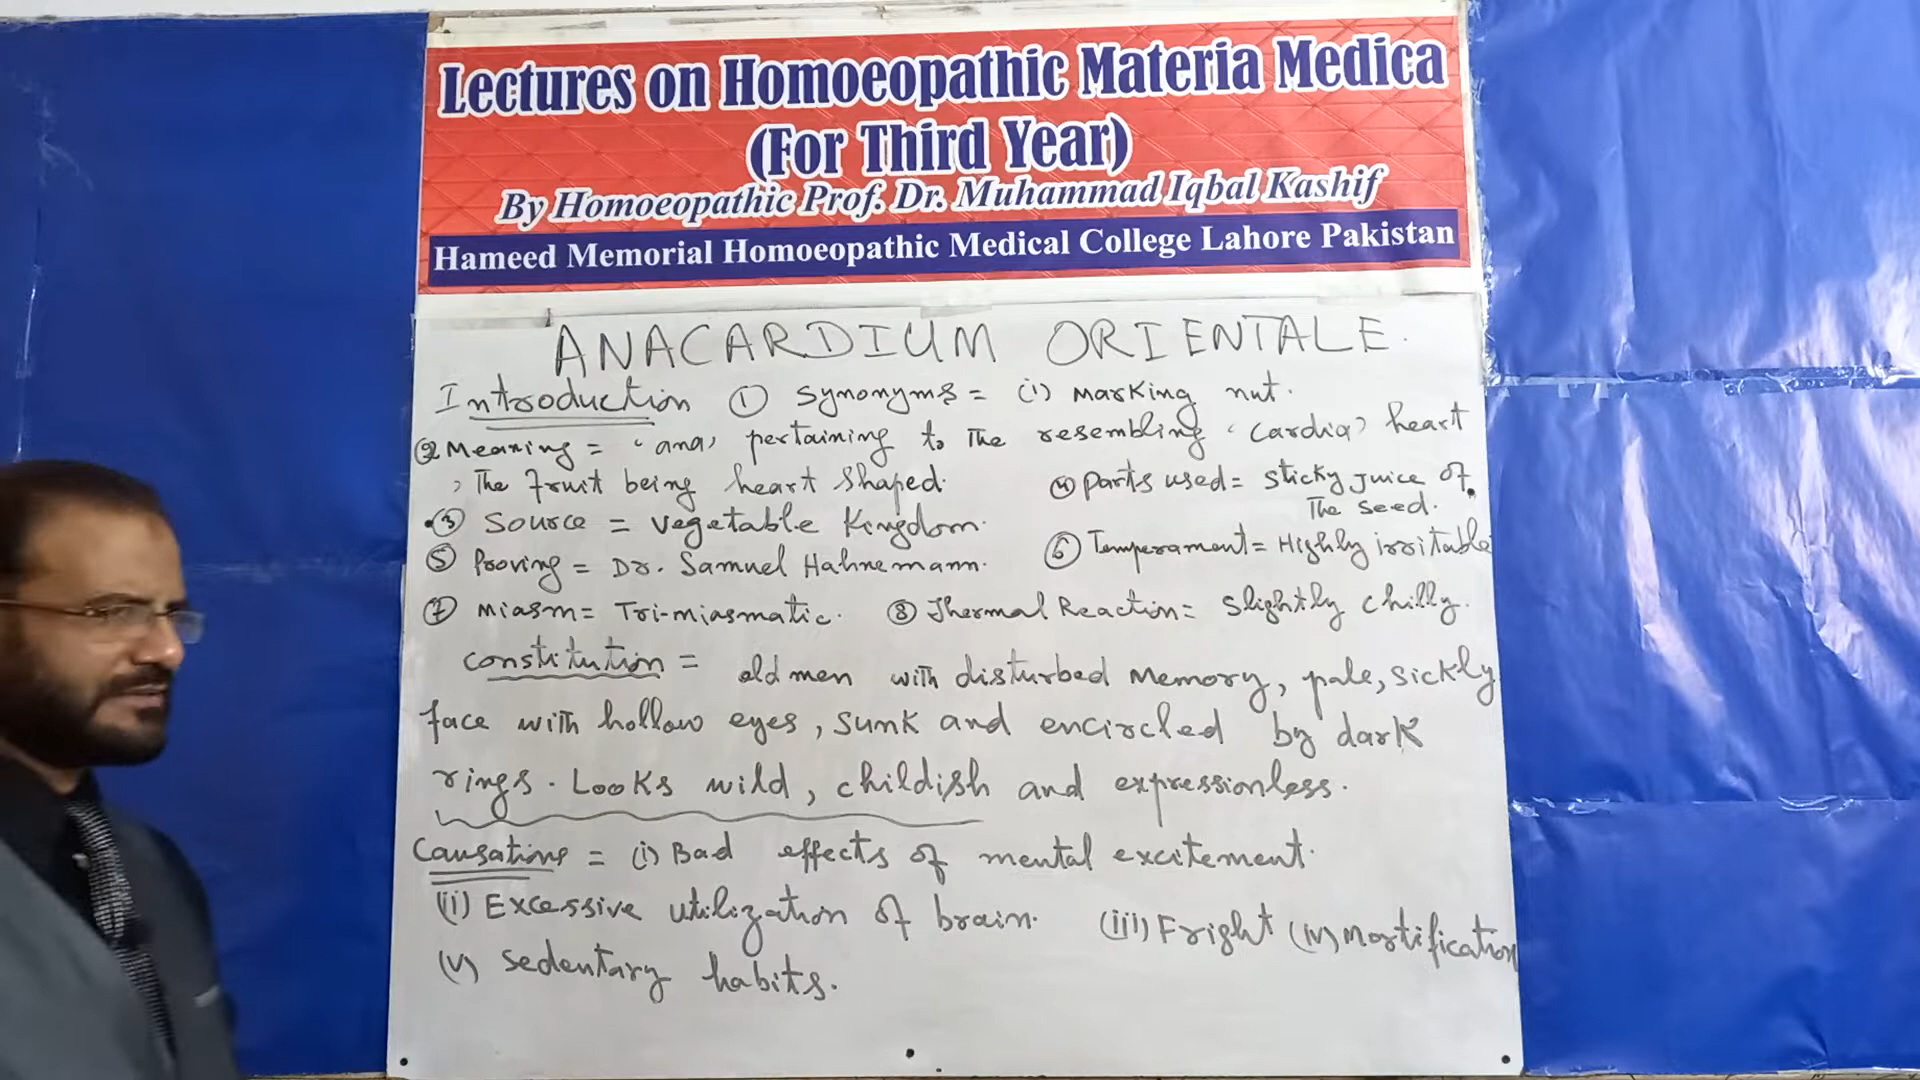 Lectures on Homoeopathic Materia Medica
(For Third Year)
By Homoeopathic Prof. Dr. Muhammad Iqbal Kashif
Hameed Memorial Homoeopathic Medical College Lahore Pakistan
ANACARDIUM ORIENTALE.
Introduction ① Synonyms = (i) Marking nut.
② Meaning = 'ana, pertaining to The resembling 'Cardia' heart
, The fruit being heart shaped. ④ Parts used = Sticky Juice of
The seed.
③ Source = Vegetable Kingdom.
⑤ Proving = Dr. Samuel Hahnemann. ⑥ Temperament = Highly irritable
⑦ Miasm = Tri-miasmatic. ⑧ Thermal Reaction = Slightly chilly.
Constitution = old men with disturbed Memory, pale, Sickly
face with hollow eyes, sunk and encircled by dark
rings. Looks wild, childish and expressionless.
Causations = (i) Bad effects of mental excitement.
(ii) Excessive utilization of brain. (iii) Fright (iv) Mortification
(v) Sedentary habits.